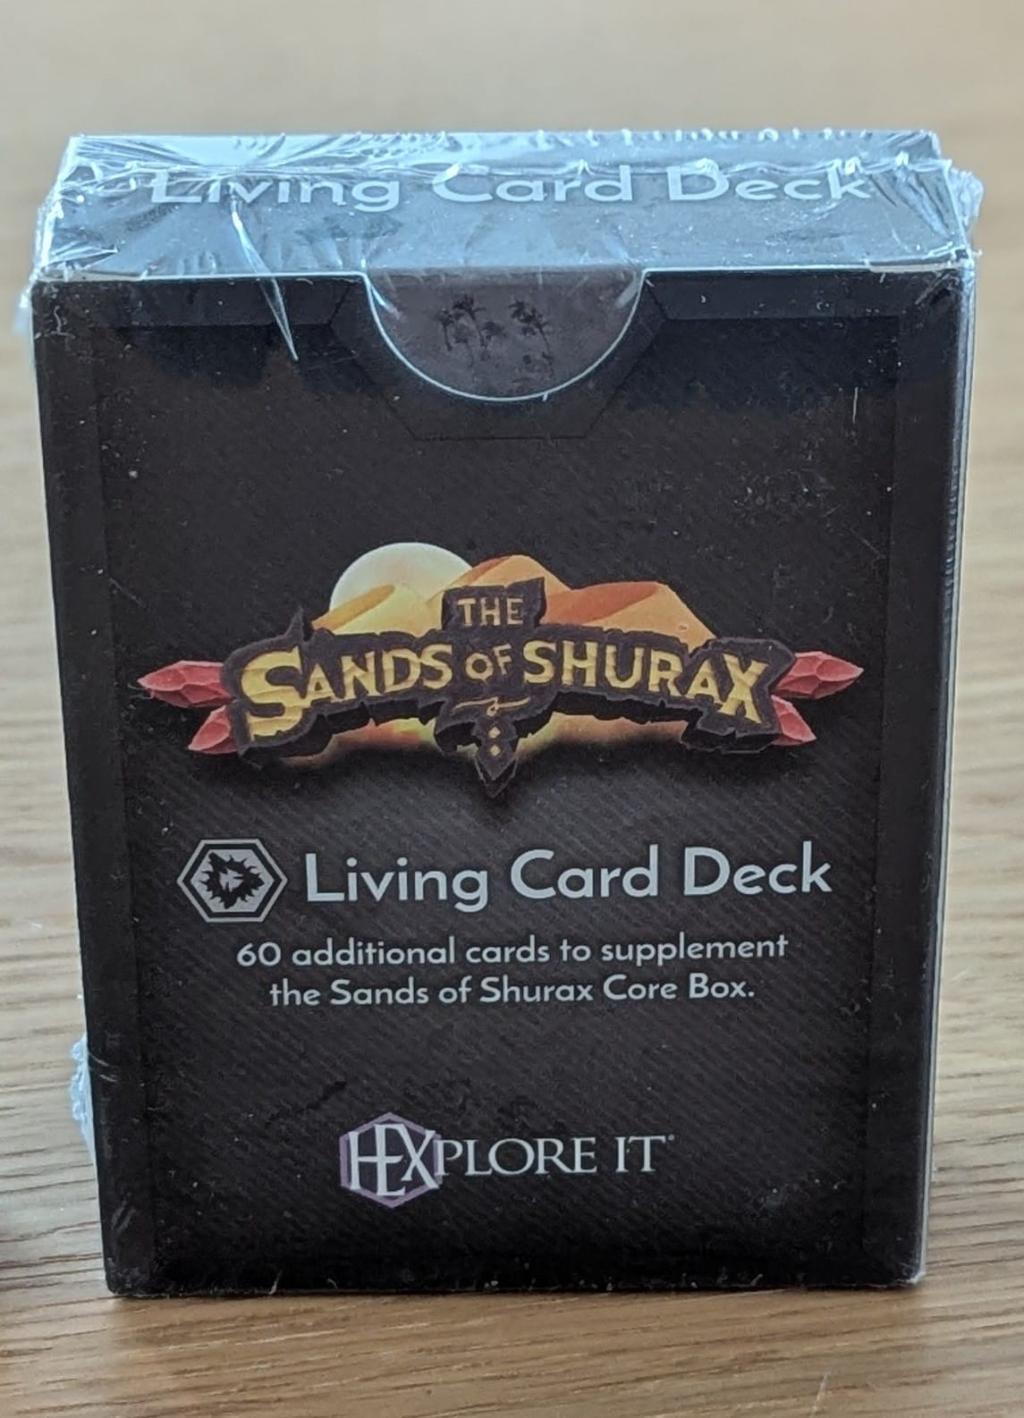 Living Card Deck
THE
SANDS OF SHURAX
Living Card Deck
60 additional cards to supplement
the Sands of Shurax Core Box.
HEXPLORE IT